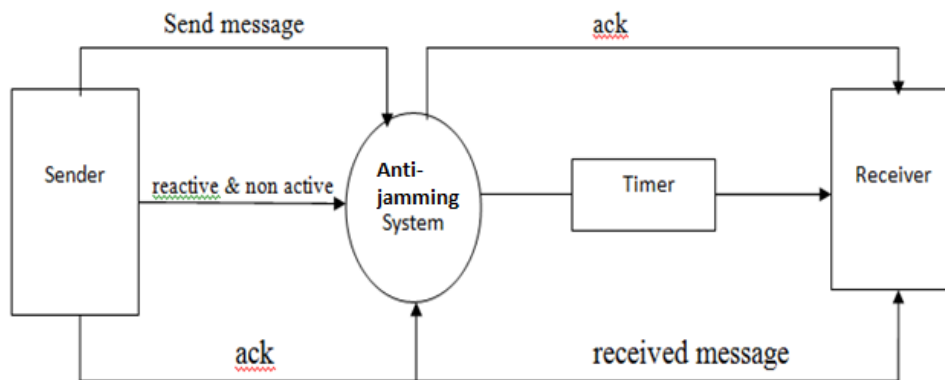 Send message
ack
Sender
reactive & non active
Anti-
jamming
System
Timer
Receiver
ack
received message